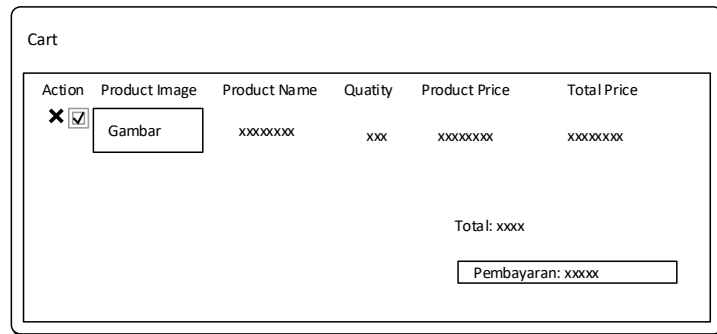 Cart
Action Product Image Product Name Quatity Product Price Total Price
Gambar xxxxxxxx xxx xxxxxxxx xxxxxxxx
Total: xxxx
Pembayaran: xxxxx